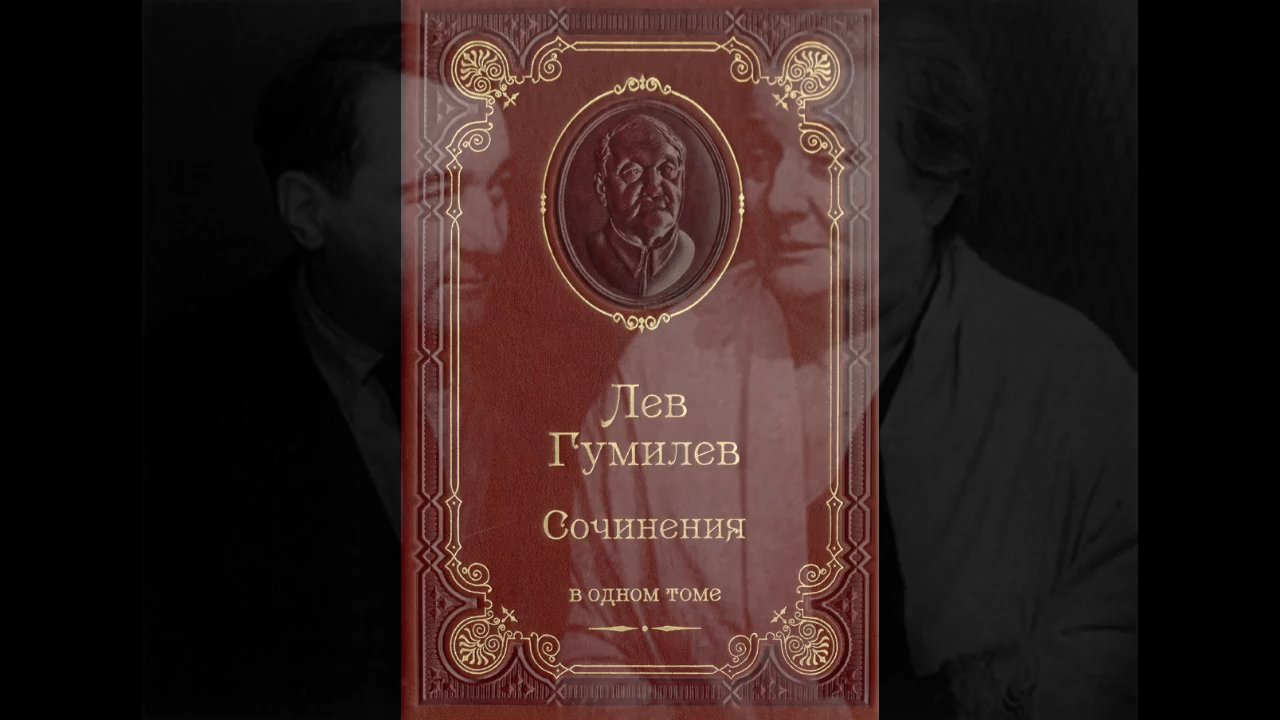 Лев
Гумилев
Сочинения
в одном томе